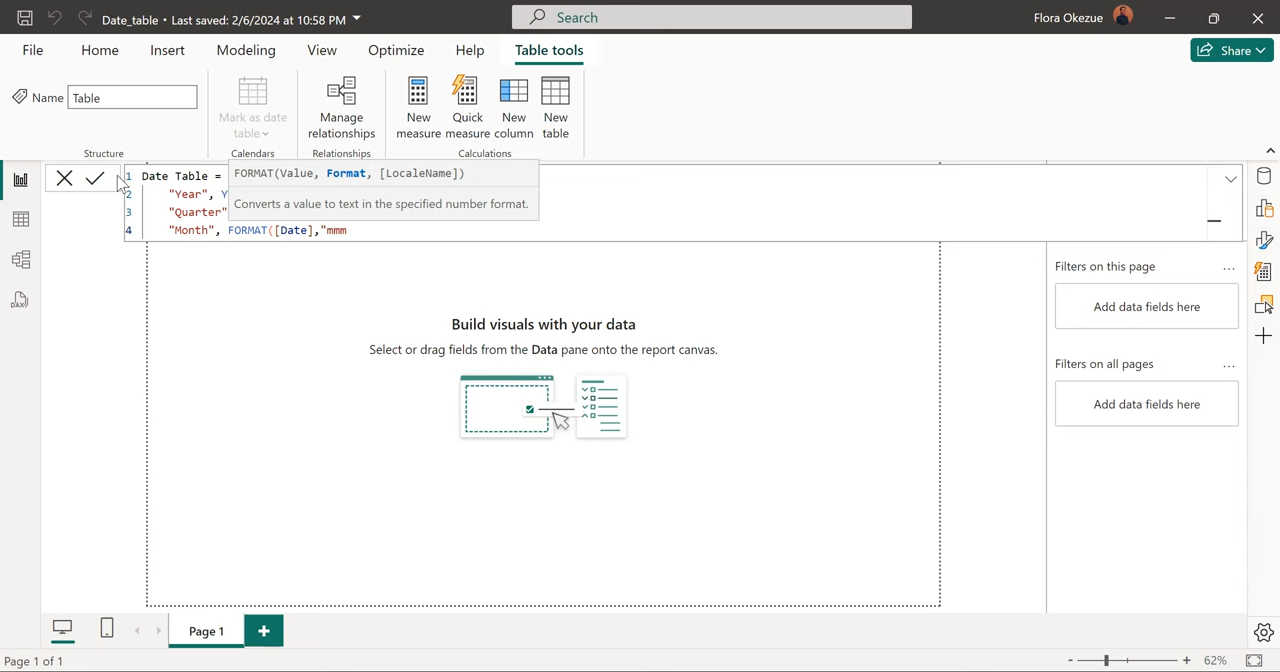 Date_table • Last saved: 2/6/2024 at 10:58 PM
Search
Flora Okezue
File Home Insert Modeling View Optimize Help Table tools
Share
Name Table
Mark as date table
Manage relationships
New measure
Quick measure
New column
New table
Structure
Calendars
Relationships
Calculations
FORMAT(Value, Format, [LocaleName])
Converts a value to text in the specified number format.
1 Date Table =
2 "Year", Y
3 "Quarter"
4 "Month", FORMAT([Date],"mmm
DAX
Build visuals with your data
Select or drag fields from the Data pane onto the report canvas.
Filters on this page
...
Add data fields here
Filters on all pages
...
Add data fields here
Page 1
+
Page 1 of 1
- + 62%